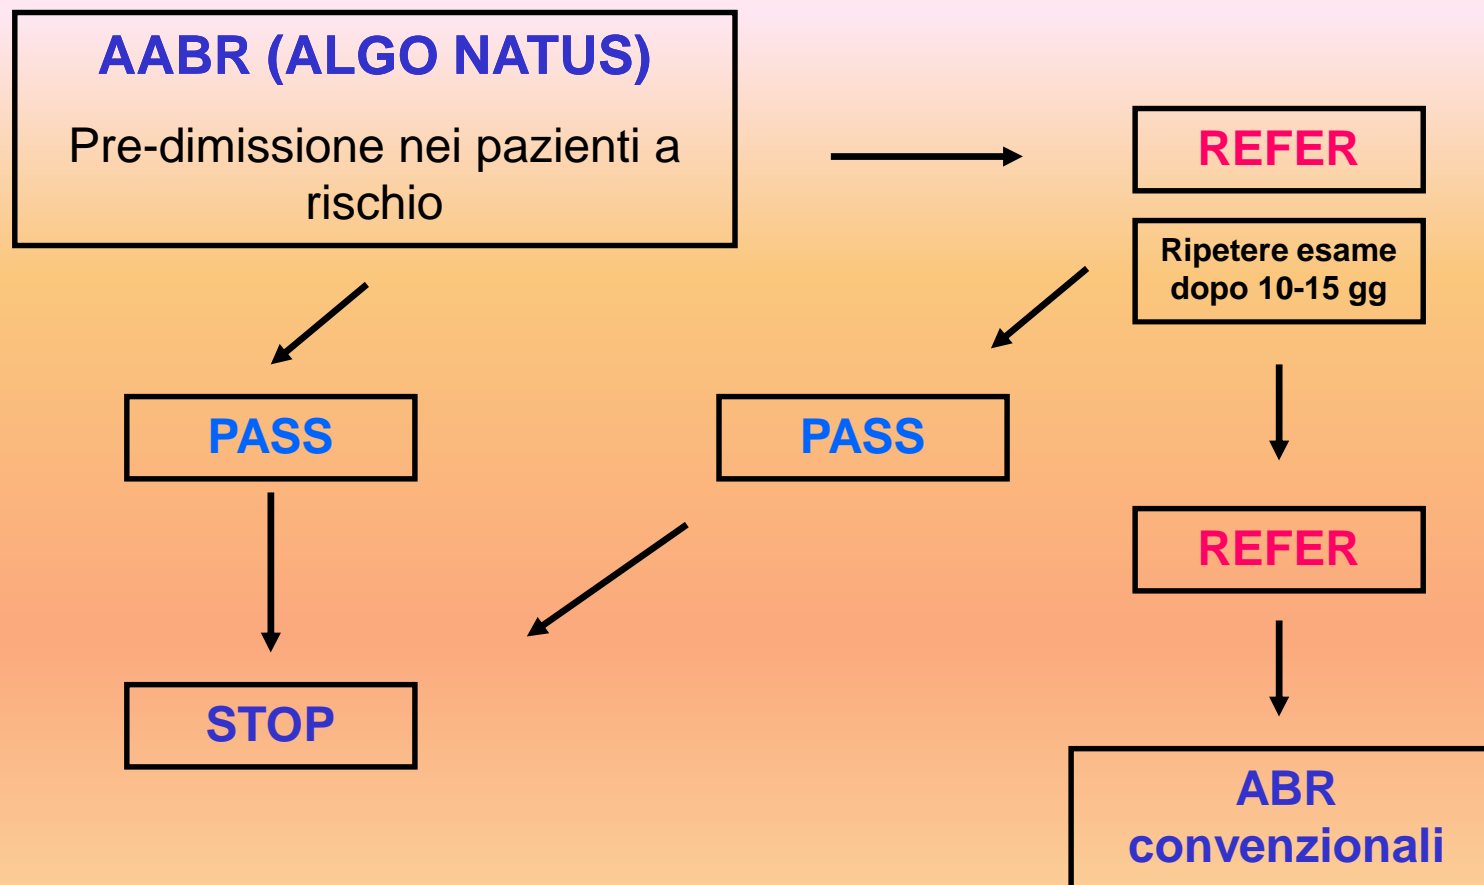 AABR (ALGO NATUS)
Pre-dimissione nei pazienti a
rischio
REFER
Ripetere esame
dopo 10-15 gg
PASS
PASS
REFER
STOP
ABR
convenzionali